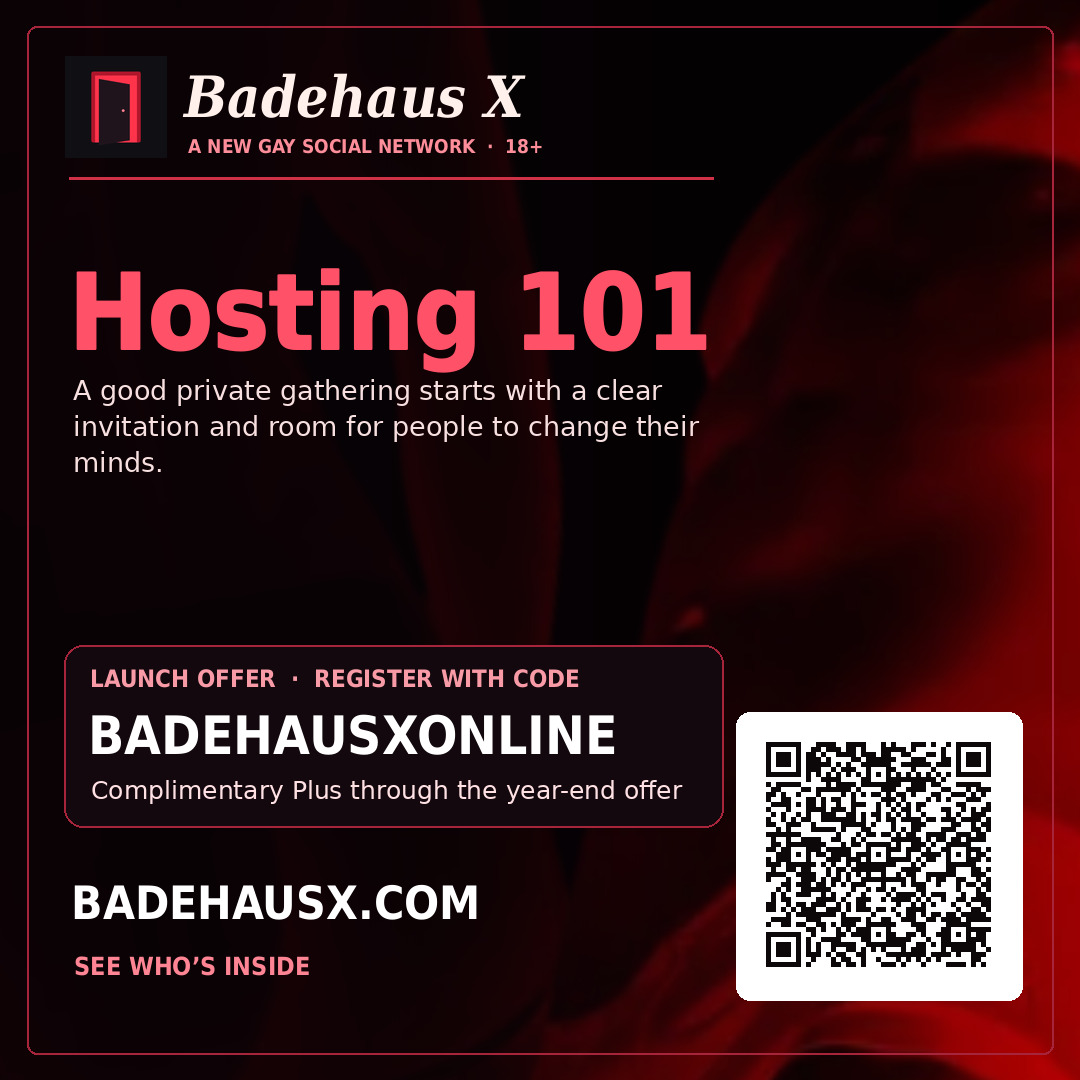 Badehaus X
A NEW GAY SOCIAL NETWORK · 18+
Hosting 101
A good private gathering starts with a clear
invitation and room for people to change their
minds.
LAUNCH OFFER · REGISTER WITH CODE
BADEHAUSXONLINE
Complimentary Plus through the year-end offer
BADEHAUSX.COM
SEE WHO’S INSIDE